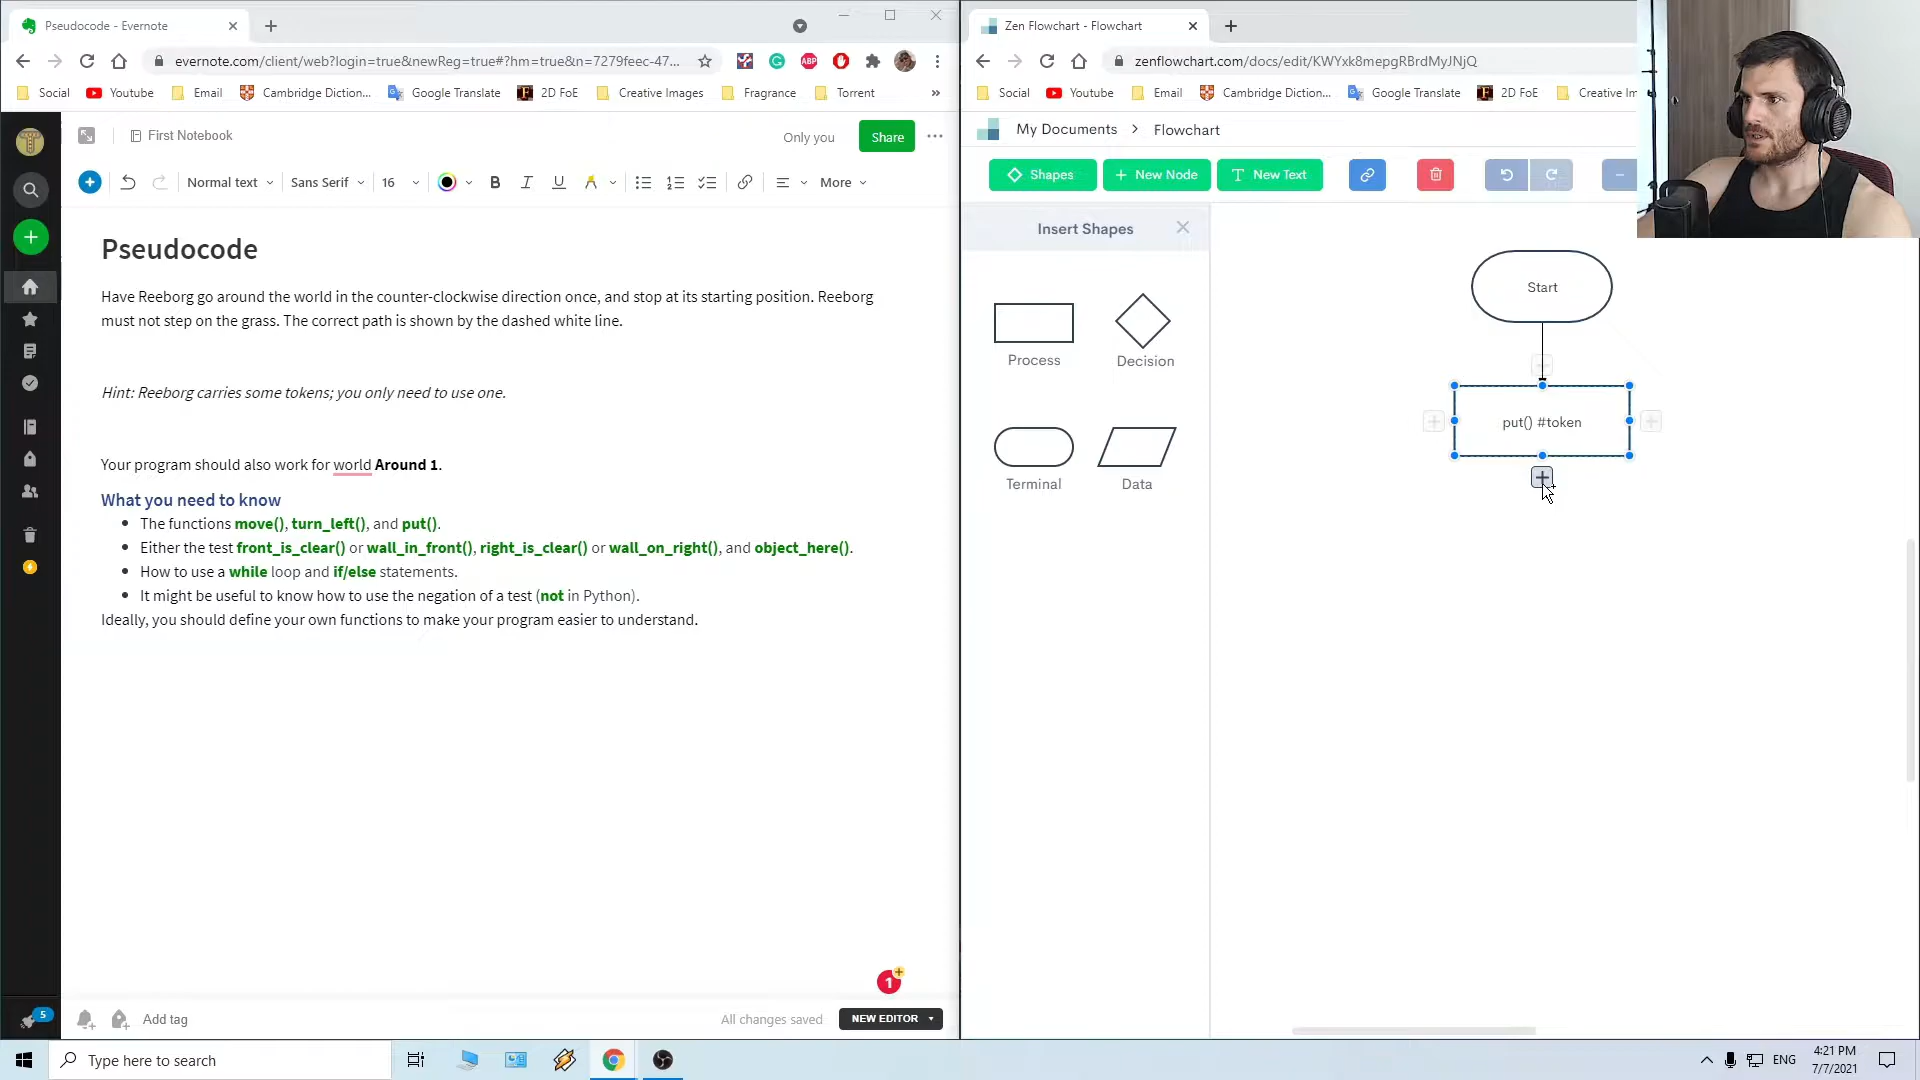 Pseudocode - Evernote
evernote.com/client/web?login=true&newReg=true#?hm=true&n=7279feec-47...
ABP
Social
Youtube
Email
Cambridge Diction...
Google Translate
2D FoE
Creative Images
Fragrance
Torrent
»
First Notebook
Only you
Share
Normal text
Sans Serif
16
B
I
U
A
More
Pseudocode
Have Reeborg go around the world in the counter-clockwise direction once, and stop at its starting position. Reeborg
must not step on the grass. The correct path is shown by the dashed white line.
Hint: Reeborg carries some tokens; you only need to use one.
Your program should also work for world Around 1.
What you need to know
• The functions move(), turn_left(), and put().
• Either the test front_is_clear() or wall_in_front(), right_is_clear() or wall_on_right(), and object_here().
• How to use a while loop and if/else statements.
• It might be useful to know how to use the negation of a test (not in Python).
Ideally, you should define your own functions to make your program easier to understand.
1
5
Add tag
All changes saved
NEW EDITOR
Zen Flowchart - Flowchart
zenflowchart.com/docs/edit/KWYxk8mepgRBrdMyJNjQ
Social
Youtube
Email
Cambridge Diction...
Google Translate
2D FoE
Creative Im
My Documents > Flowchart
Shapes
+ New Node
T New Text
Insert Shapes
Process
Decision
Terminal
Data
Start
put() #token
Type here to search
ENG
4:21 PM
7/7/2021